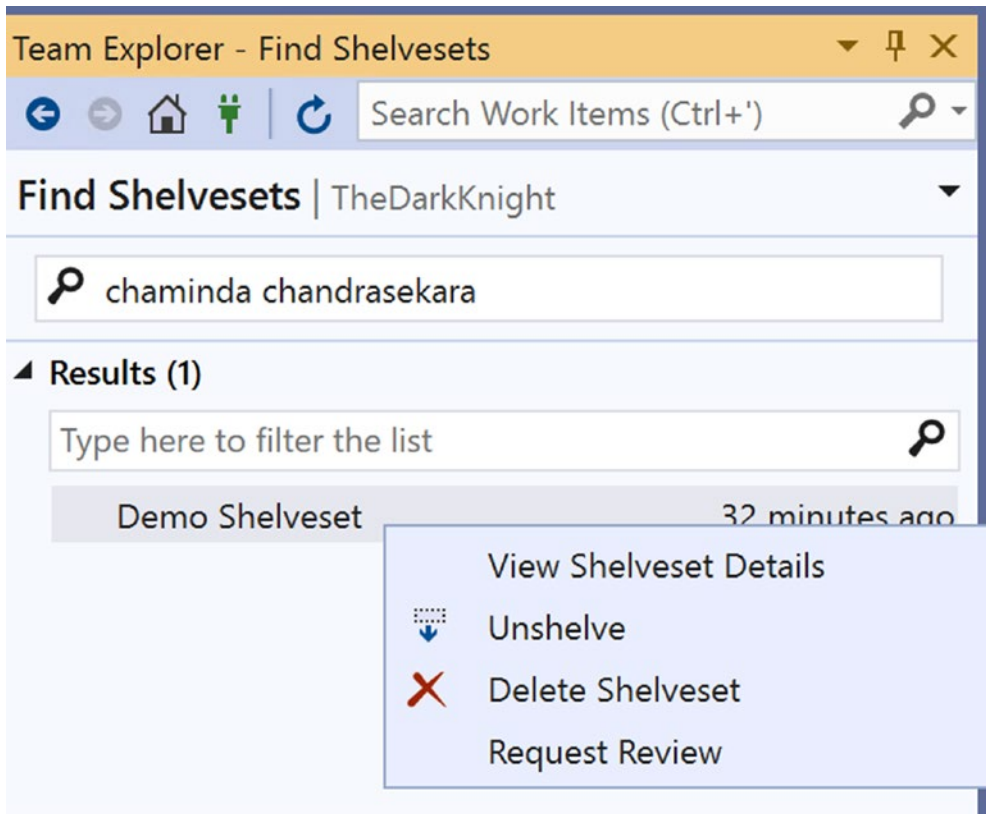 Team Explorer - Find Shelvesets
Search Work Items (Ctrl+')
Find Shelvesets | TheDarkKnight
chaminda chandrasekara
Results (1)
Type here to filter the list
Demo Shelveset 32 minutes ago
View Shelveset Details
Unshelve
Delete Shelveset
Request Review